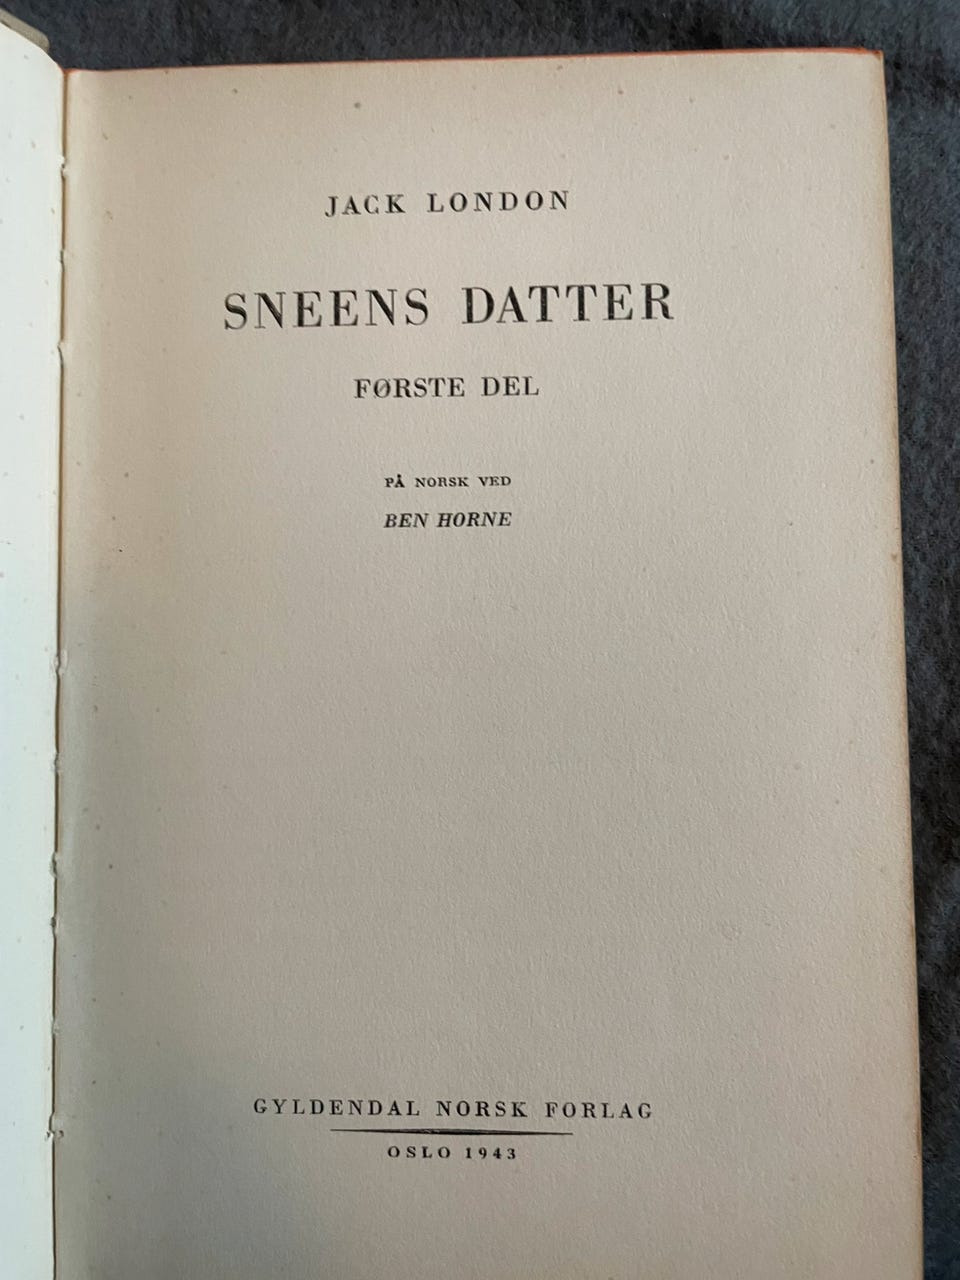 JACK LONDON
SNEENS DATTER
FØRSTE DEL
PÅ NORSK VED
BEN HORNE
GYLDENDAL NORSK FORLAG
OSLO 1943